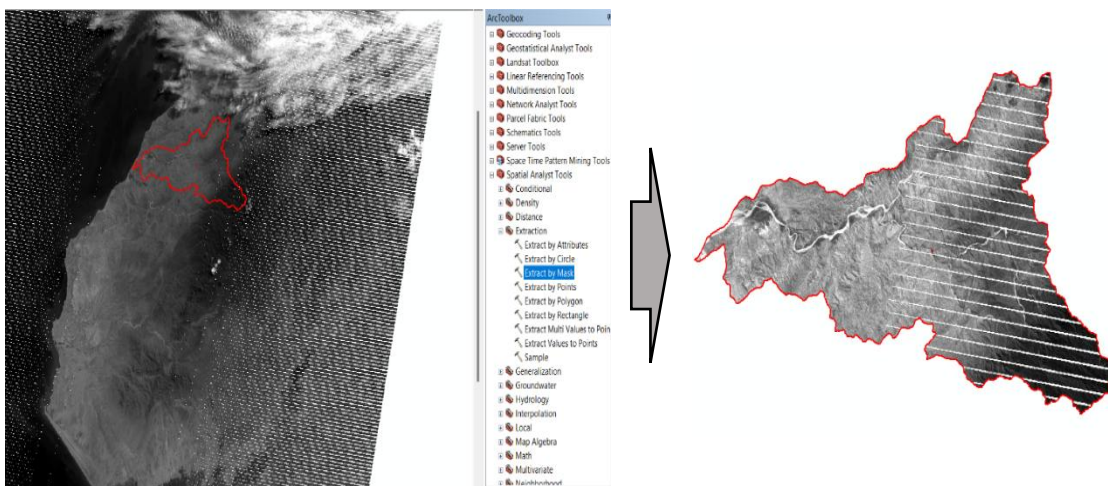 ArcToolbox
Geocoding Tools
Geostatistical Analyst Tools
Landsat Toolbox
Linear Referencing Tools
Multidimension Tools
Network Analyst Tools
Parcel Fabric Tools
Schematics Tools
Server Tools
Space Time Pattern Mining Tools
Spatial Analyst Tools
Conditional
Density
Distance
Extraction
Extract by Attributes
Extract by Circle
Extract by Mask
Extract by Points
Extract by Polygon
Extract by Rectangle
Extract Multi Values to Poin
Extract Values to Points
Sample
Generalization
Groundwater
Hydrology
Interpolation
Local
Map Algebra
Math
Multivariate
Neighborhood